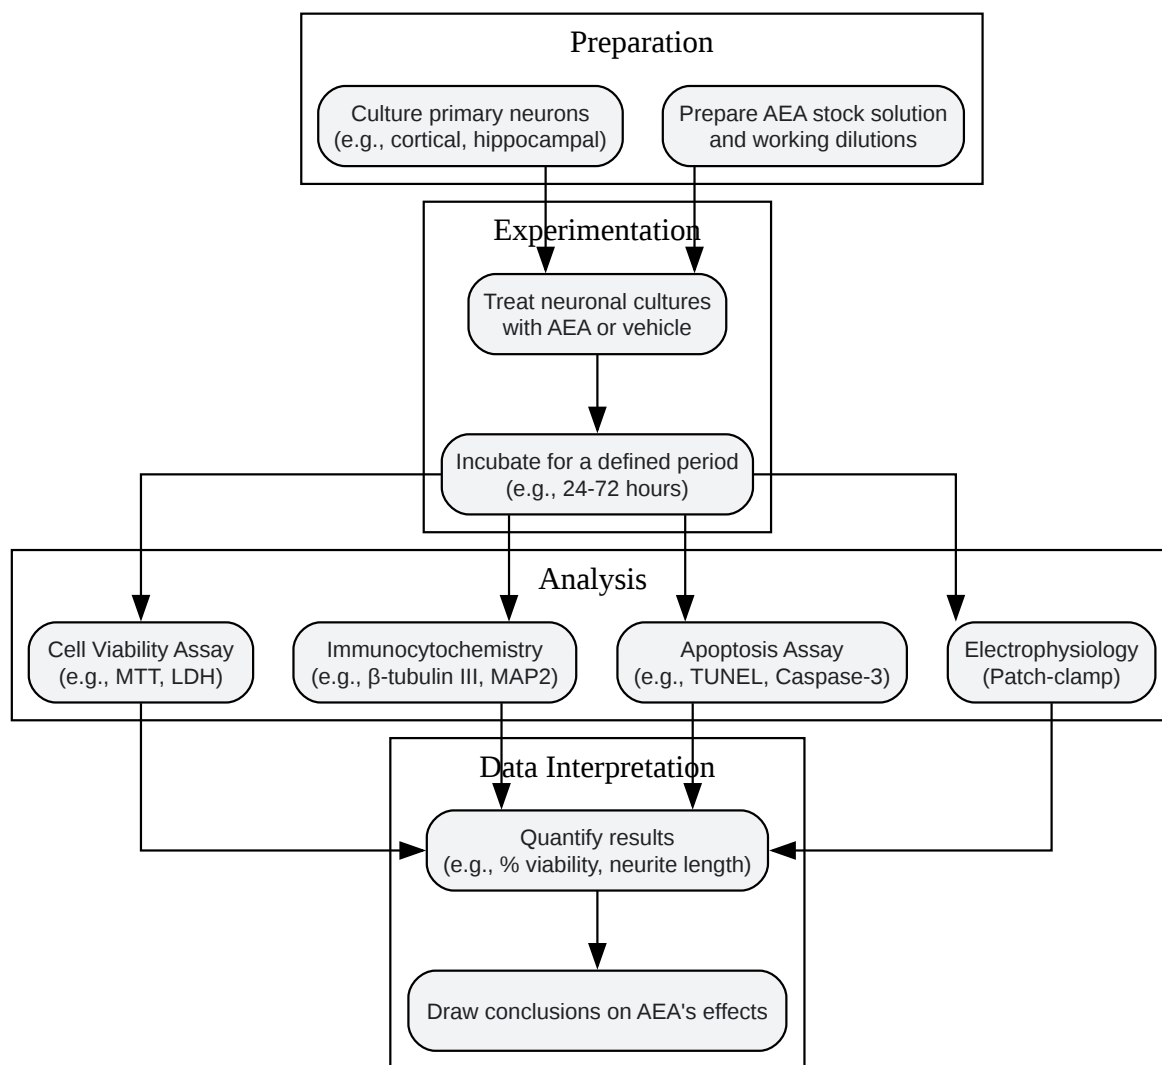 Preparation
Culture primary neurons
(e.g., cortical, hippocampal)
Prepare AEA stock solution
and working dilutions
Experimentation
Treat neuronal cultures
with AEA or vehicle
Incubate for a defined period
(e.g., 24-72 hours)
Analysis
Cell Viability Assay
(e.g., MTT, LDH)
Immunocytochemistry
(e.g., β-tubulin III, MAP2)
Apoptosis Assay
(e.g., TUNEL, Caspase-3)
Electrophysiology
(Patch-clamp)
Data Interpretation
Quantify results
(e.g., % viability, neurite length)
Draw conclusions on AEA's effects